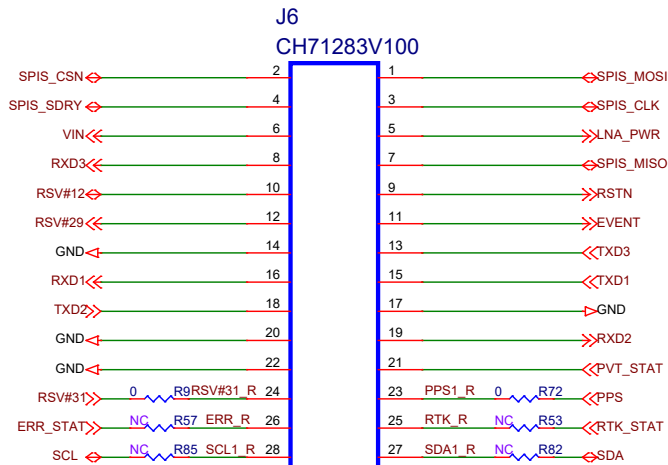 J6
CH71283V100
SPIS_CSN 2 1 SPIS_MOSI
SPIS_SDRY 4 3 SPIS_CLK
VIN 6 5 LNA_PWR
RXD3 8 7 SPIS_MISO
RSV#12 10 9 RSTN
RSV#29 12 11 EVENT
GND 14 13 TXD3
RXD1 16 15 TXD1
TXD2 18 17 GND
GND 20 19 RXD2
GND 22 21 PVT_STAT
RSV#31 0 R9 RSV#31_R 24 23 PPS1_R 0 R72 PPS
ERR_STAT NC R57 ERR_R 26 25 RTK_R NC R53 RTK_STAT
SCL NC R85 SCL1_R 28 27 SDA1_R NC R82 SDA